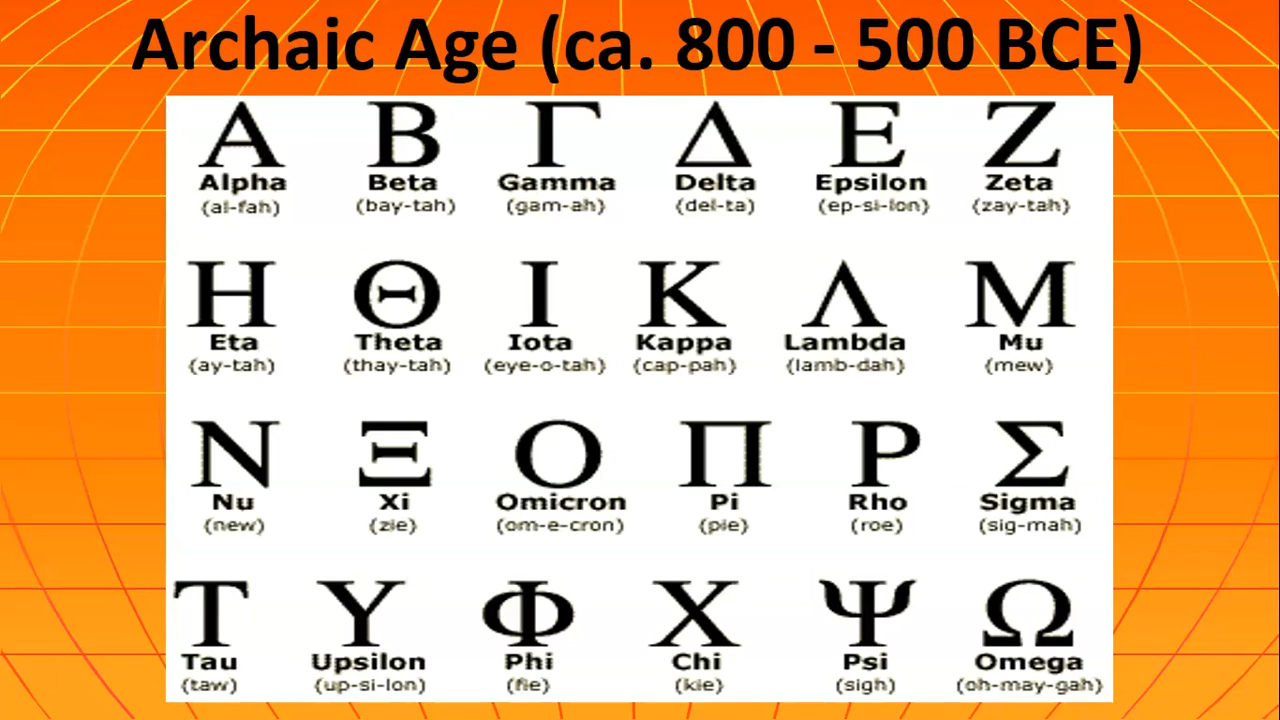 Archaic Age (ca. 800 - 500 BCE)
Α Β Γ Δ Ε Ζ
Alpha Beta Gamma Delta Epsilon Zeta
(al-fah) (bay-tah) (gam-ah) (del-ta) (ep-si-lon) (zay-tah)
Η Θ Ι Κ Λ Μ
Eta Theta Iota Kappa Lambda Mu
(ay-tah) (thay-tah) (eye-o-tah) (cap-pah) (lamb-dah) (mew)
Ν Ξ Ο Π Ρ Σ
Nu Xi Omicron Pi Rho Sigma
(new) (zie) (om-e-cron) (pie) (roe) (sig-mah)
Τ Υ Φ Χ Ψ Ω
Tau Upsilon Phi Chi Psi Omega
(taw) (up-si-lon) (fie) (kie) (sigh) (oh-may-gah)